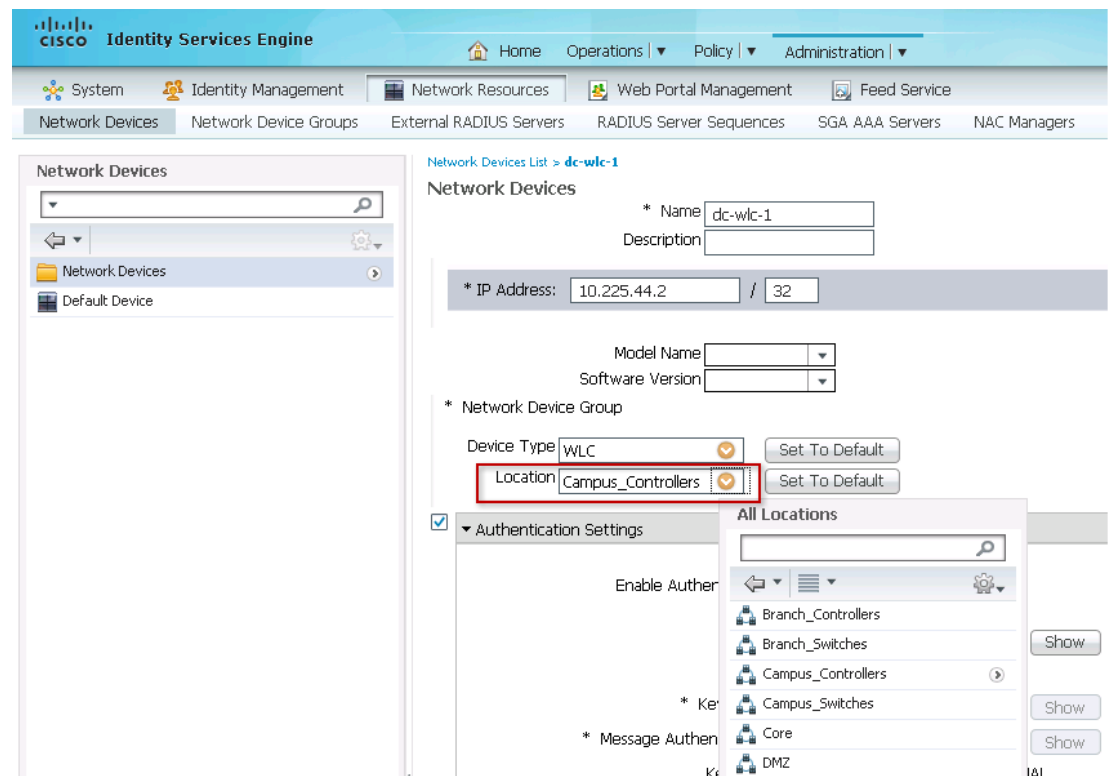 CISCO Identity Services Engine
Home Operations | ▼ Policy | ▼ Administration | ▼
System Identity Management Network Resources Web Portal Management Feed Service
Network Devices Network Device Groups External RADIUS Servers RADIUS Server Sequences SGA AAA Servers NAC Managers
Network Devices
Network Devices
Default Device
Network Devices List > dc-wlc-1
Network Devices
* Name dc-wlc-1
Description
* IP Address: 10.225.44.2 / 32
Model Name
Software Version
* Network Device Group
Device Type WLC Set To Default
Location Campus_Controllers Set To Default
▼ Authentication Settings
Enable Auther
Show
* Ke
Show
* Message Authen
Show
All Locations
Branch_Controllers
Branch_Switches
Campus_Controllers
Campus_Switches
Core
DMZ